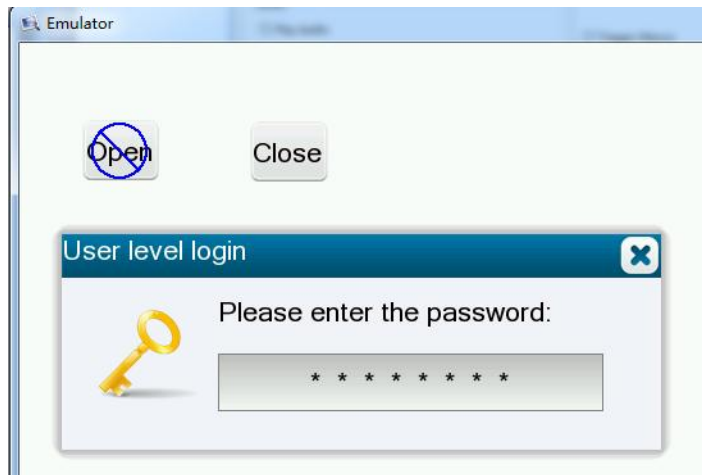 Emulator
Open
Close
User level login
Please enter the password:
* * * * * * * *